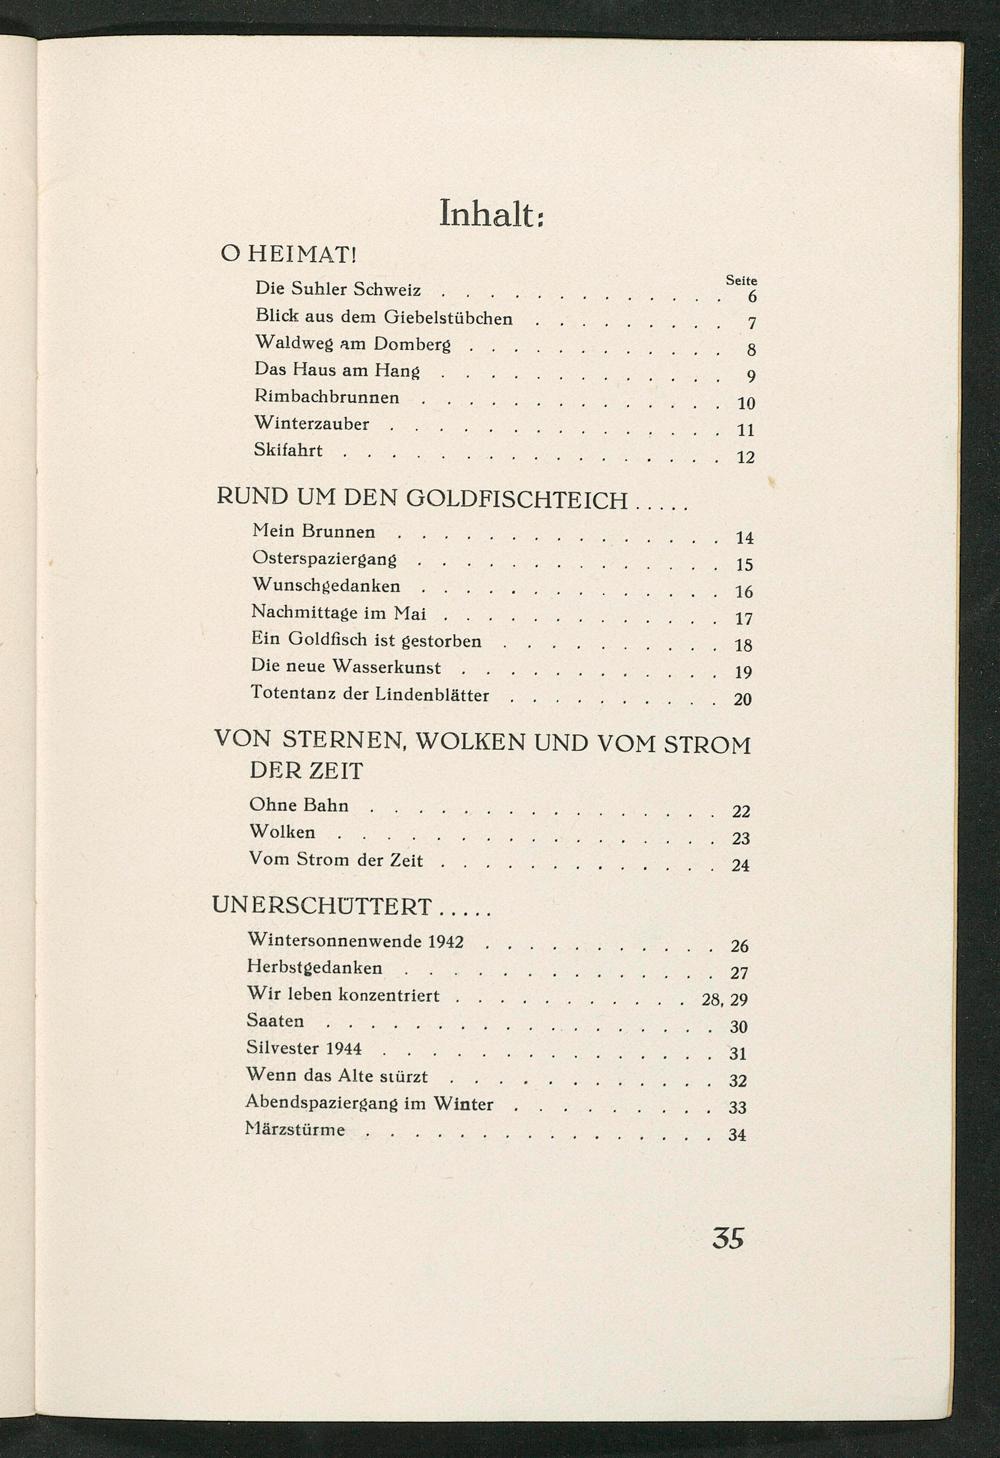 Inhalt:
O HEIMAT!
Seite
Die Suhler Schweiz . . . . . . . . . . . . . 6
Blick aus dem Giebelstübchen . . . . . . . . . 7
Waldweg am Domberg . . . . . . . . . . . 8
Das Haus am Hang . . . . . . . . . . . . . 9
Rimbachbrunnen . . . . . . . . . . . . . . 10
Winterzauber . . . . . . . . . . . . . . . 11
Skifahrt . . . . . . . . . . . . . . . . . 12
RUND UM DEN GOLDFISCHTEICH . . . . .
Mein Brunnen . . . . . . . . . . . . . . . 14
Osterspaziergang . . . . . . . . . . . . . . 15
Wunschgedanken . . . . . . . . . . . . . . 16
Nachmittage im Mai . . . . . . . . . . . . . 17
Ein Goldfisch ist gestorben . . . . . . . . . . 18
Die neue Wasserkunst . . . . . . . . . . . . 19
Totentanz der Lindenblätter . . . . . . . . . . 20
VON STERNEN, WOLKEN UND VOM STROM
DER ZEIT
Ohne Bahn . . . . . . . . . . . . . . . . 22
Wolken . . . . . . . . . . . . . . . . . 23
Vom Strom der Zeit . . . . . . . . . . . . . 24
UNERSCHÜTTERT . . . . .
Wintersonnenwende 1942 . . . . . . . . . . . 26
Herbstgedanken . . . . . . . . . . . . . . 27
Wir leben konzentriert . . . . . . . . . . . 28, 29
Saaten . . . . . . . . . . . . . . . . . 30
Silvester 1944 . . . . . . . . . . . . . . . 31
Wenn das Alte stürzt . . . . . . . . . . . . 32
Abendspaziergang im Winter . . . . . . . . . 33
Märzstürme . . . . . . . . . . . . . . . 34
35